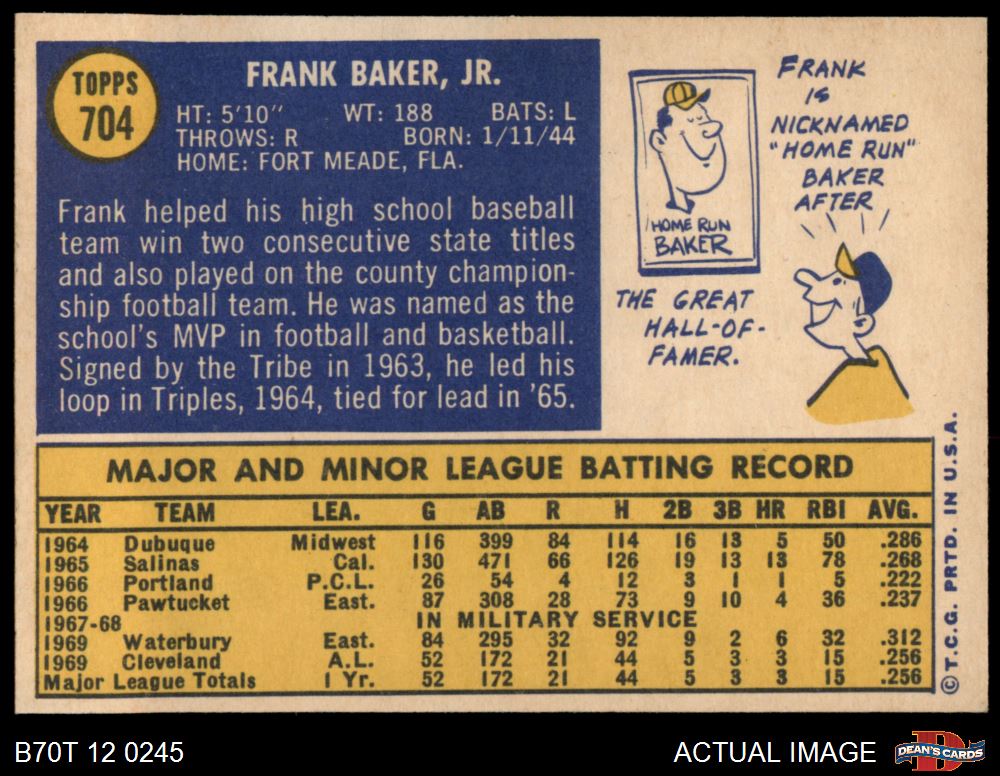 TOPPS
704
FRANK BAKER, JR.
HT: 5'10" WT: 188 BATS: L
THROWS: R BORN: 1/11/44
HOME: FORT MEADE, FLA.
Frank helped his high school baseball
team win two consecutive state titles
and also played on the county champion-
ship football team. He was named as the
school's MVP in football and basketball.
Signed by the Tribe in 1963, he led his
loop in Triples, 1964, tied for lead in '65.
HOME RUN
BAKER
FRANK
IS
NICKNAMED
"HOME RUN"
BAKER
AFTER
THE GREAT
HALL-OF-
FAMER.
MAJOR AND MINOR LEAGUE BATTING RECORD
YEAR TEAM LEA. G AB R H 2B 3B HR RBI AVG.
1964 Dubuque Midwest 116 399 84 114 16 13 5 50 .286
1965 Salinas Cal. 130 471 66 126 19 13 13 78 .268
1966 Portland P.C.L. 26 54 4 12 3 1 1 5 .222
1966 Pawtucket East. 87 308 28 73 9 10 4 36 .237
1967-68 IN MILITARY SERVICE
1969 Waterbury East. 84 295 32 92 9 2 6 32 .312
1969 Cleveland A.L. 52 172 21 44 5 3 3 15 .256
Major League Totals 1 Yr. 52 172 21 44 5 3 3 15 .256
© T.C.G. PRTD. IN U.S.A.
B70T 12 0245
ACTUAL IMAGE
D
DEAN'S CARDS